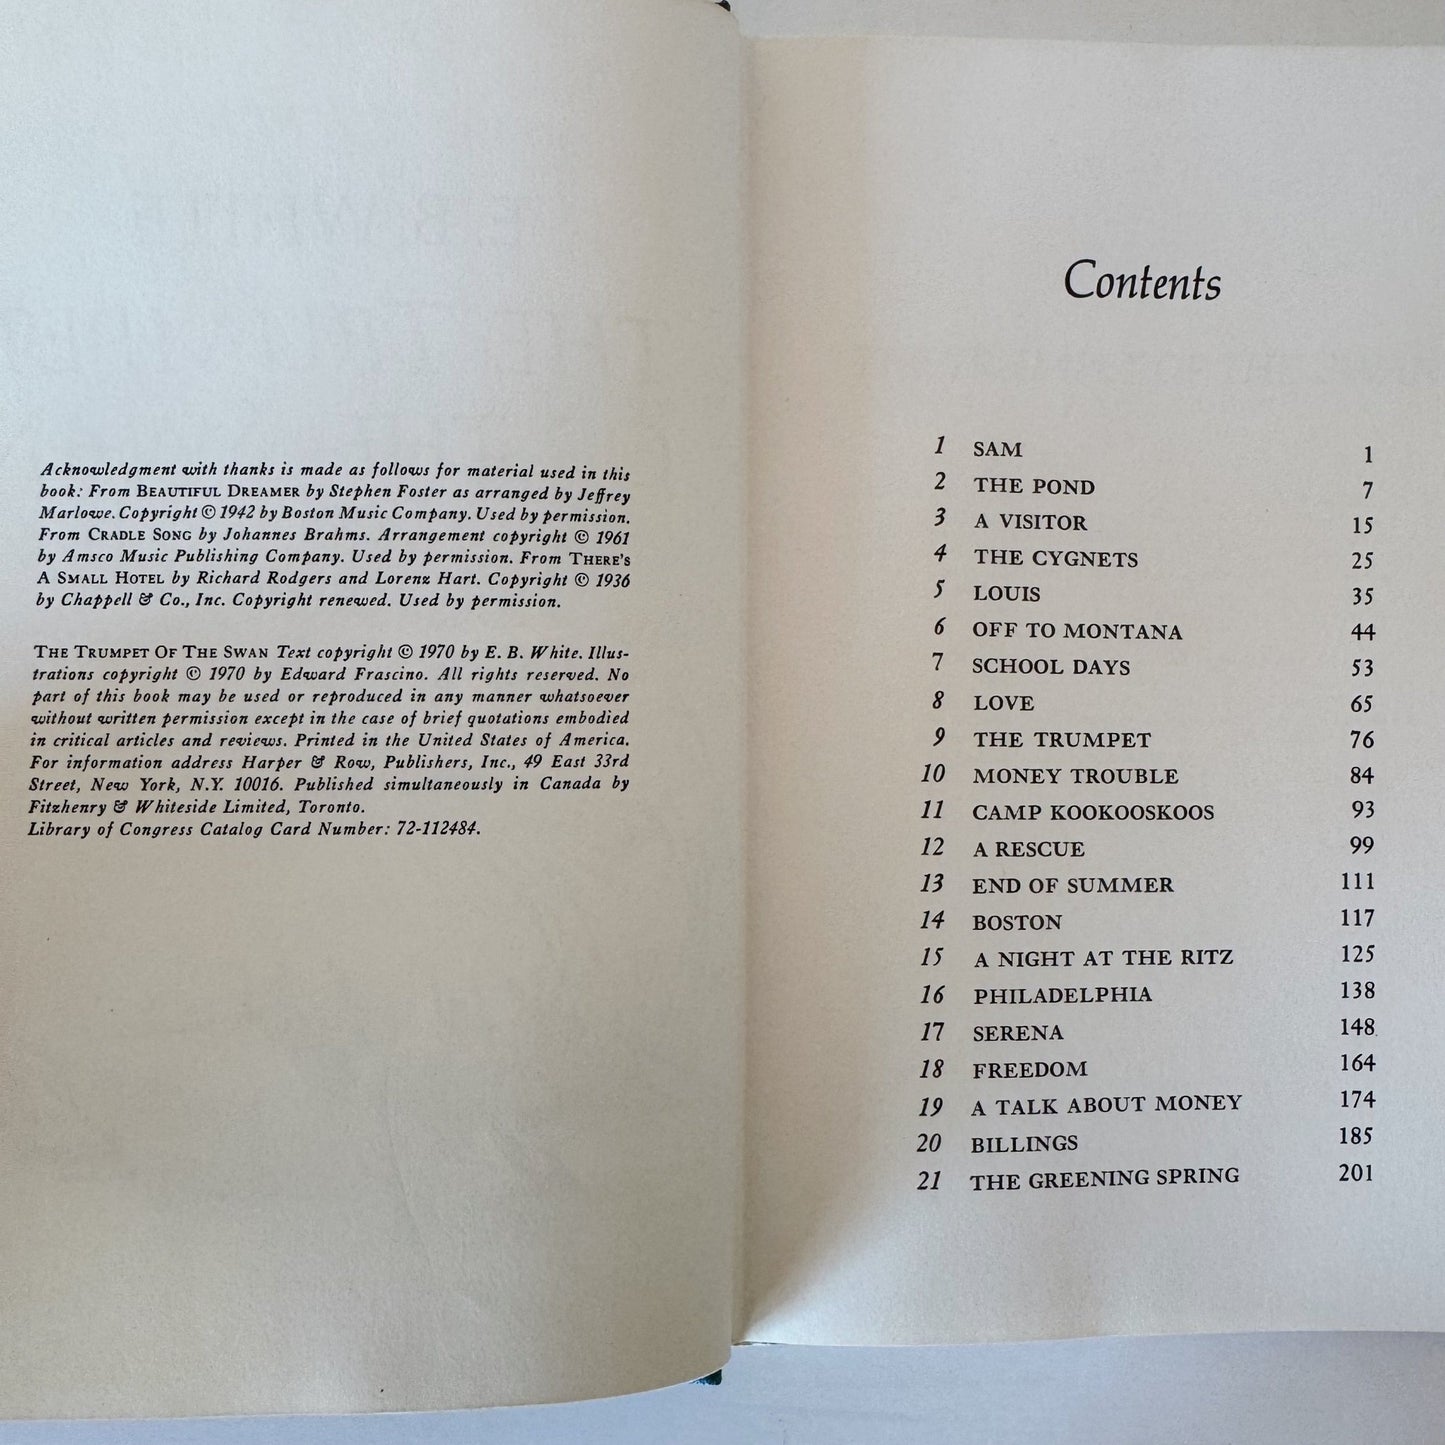 Acknowledgment with thanks is made as follows for material used in this
book: From BEAUTIFUL DREAMER by Stephen Foster as arranged by Jeffrey
Marlowe. Copyright © 1942 by Boston Music Company. Used by permission.
From CRADLE SONG by Johannes Brahms. Arrangement copyright © 1961
by Amsco Music Publishing Company. Used by permission. From THERE'S
A SMALL HOTEL by Richard Rodgers and Lorenz Hart. Copyright © 1936
by Chappell & Co., Inc. Copyright renewed. Used by permission.
THE TRUMPET OF THE SWAN Text copyright © 1970 by E. B. White. Illus-
trations copyright © 1970 by Edward Frascino. All rights reserved. No
part of this book may be used or reproduced in any manner whatsoever
without written permission except in the case of brief quotations embodied
in critical articles and reviews. Printed in the United States of America.
For information address Harper & Row, Publishers, Inc., 49 East 33rd
Street, New York, N.Y. 10016. Published simultaneously in Canada by
Fitzhenry & Whiteside Limited, Toronto.
Library of Congress Catalog Card Number: 72-112484.
Contents
1 SAM 1
2 THE POND 7
3 A VISITOR 15
4 THE CYGNETS 25
5 LOUIS 35
6 OFF TO MONTANA 44
7 SCHOOL DAYS 53
8 LOVE 65
9 THE TRUMPET 76
10 MONEY TROUBLE 84
11 CAMP KOOKOOSKOOS 93
12 A RESCUE 99
13 END OF SUMMER 111
14 BOSTON 117
15 A NIGHT AT THE RITZ 125
16 PHILADELPHIA 138
17 SERENA 148
18 FREEDOM 164
19 A TALK ABOUT MONEY 174
20 BILLINGS 185
21 THE GREENING SPRING 201